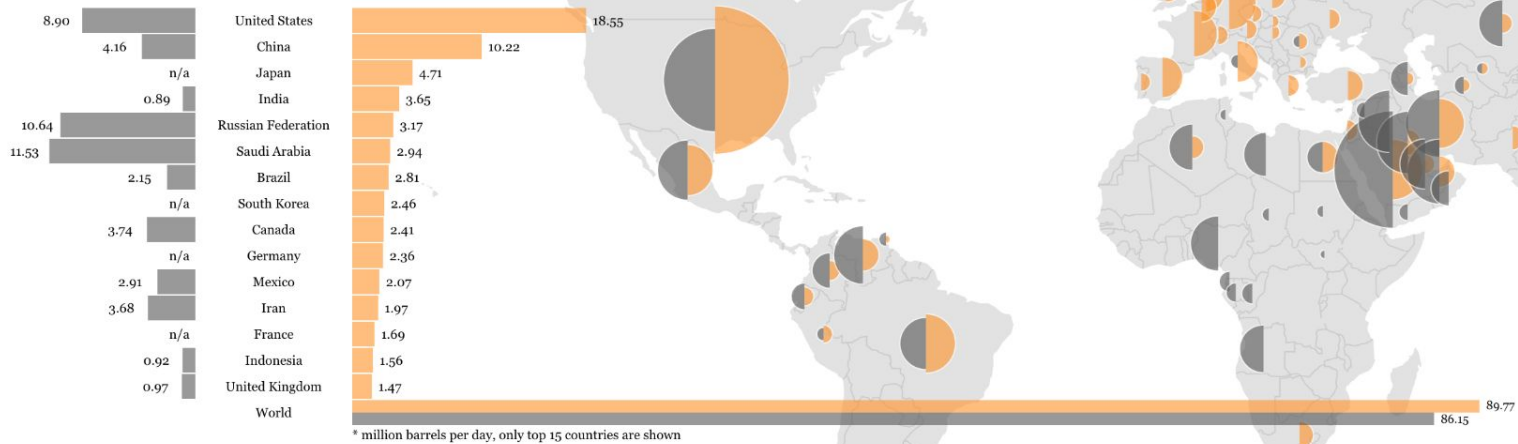 8.90 United States 18.55
4.16 China 10.22
n/a Japan 4.71
0.89 India 3.65
10.64 Russian Federation 3.17
11.53 Saudi Arabia 2.94
2.15 Brazil 2.81
n/a South Korea 2.46
3.74 Canada 2.41
n/a Germany 2.36
2.91 Mexico 2.07
3.68 Iran 1.97
n/a France 1.69
0.92 Indonesia 1.56
0.97 United Kingdom 1.47
World 89.77
86.15
* million barrels per day, only top 15 countries are shown